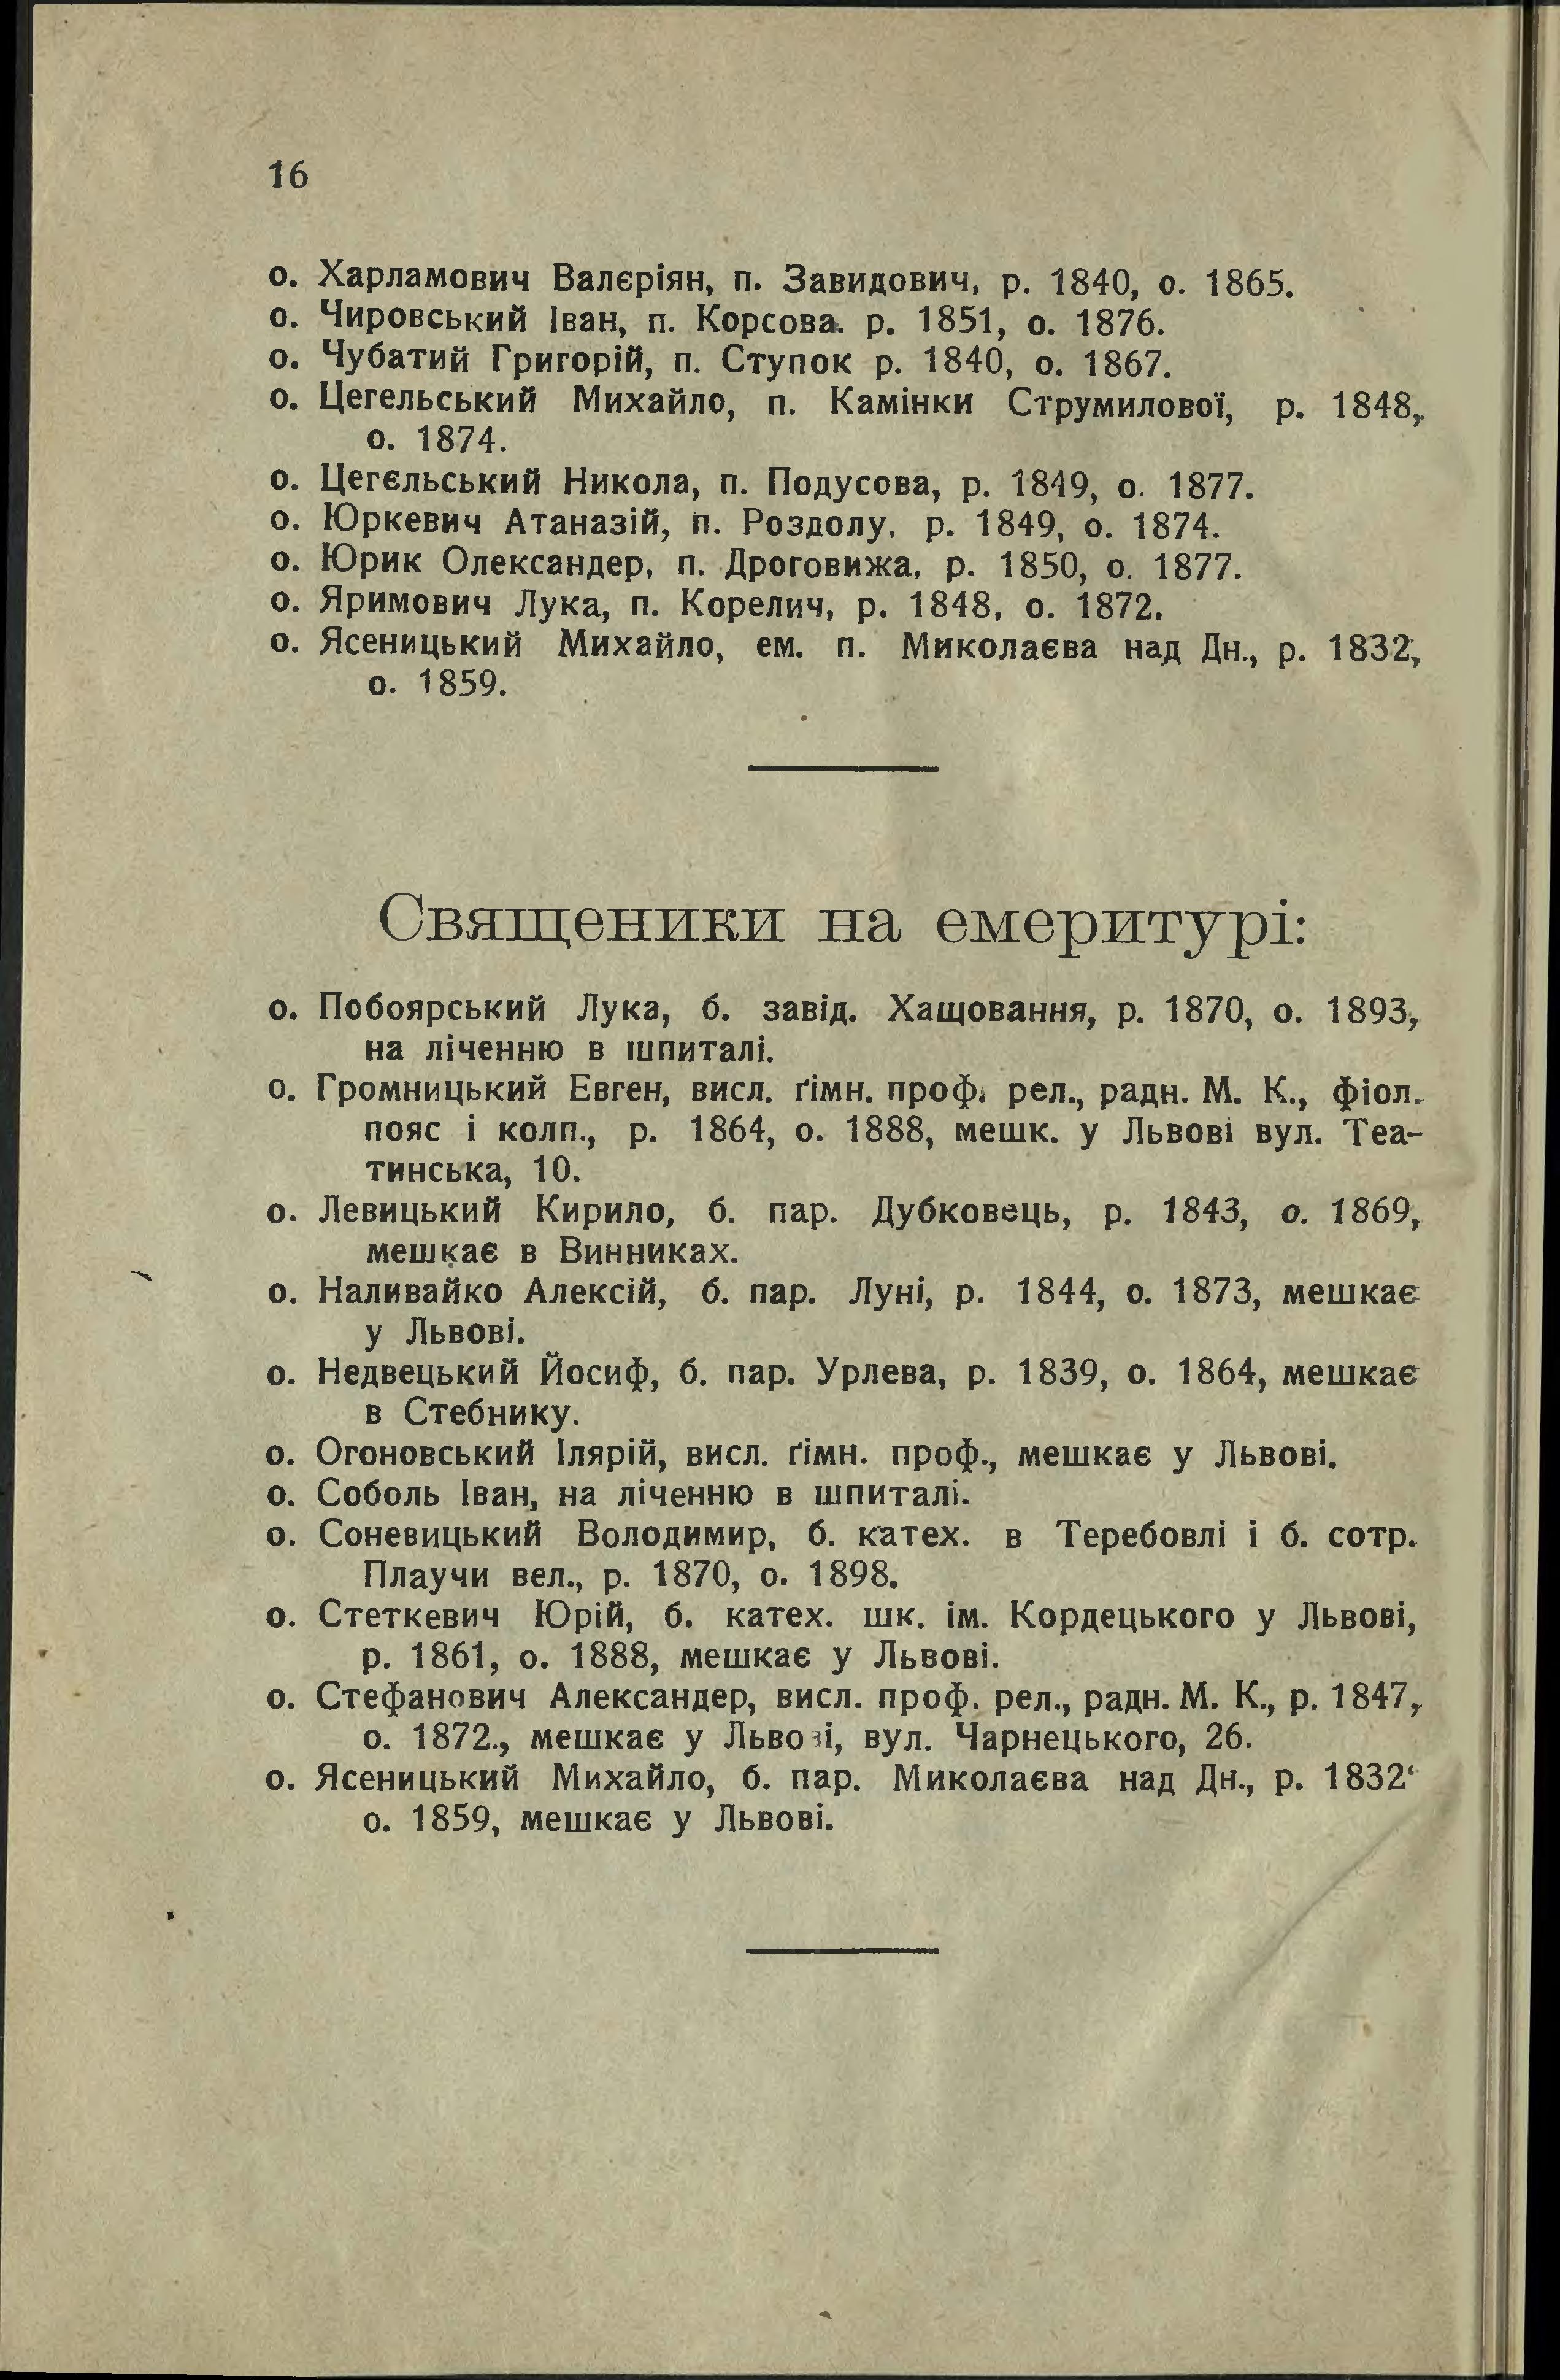 16
о. Харламович Валєріян, п. Завидович, р. 1840, о. 1865.
о. Чировський Іван, п. Корсова. р. 1851, о. 1876.
о. Чубатий Григорій, п. Ступок р. 1840, о. 1867.
о. Цегельський Михайло, п. Камінки Струмилової, р. 1848,
о. 1874.
о. Цегєльський Никола, п. Подусова, р. 1849, о. 1877.
о. Юркевич Атаназій, п. Роздолу, р. 1849, о. 1874.
о. Юрик Олександер, п. Дроговижа, р. 1850, о. 1877.
о. Яримович Лука, п. Корелич, р. 1848, о. 1872.
о. Ясеницький Михайло, ем. п. Миколаєва над Дн., р. 1832,
о. 1859.
Священики на емеритурі:
о. Побоярський Лука, б. завід. Хащовання, р. 1870, о. 1893,
на ліченню в шпиталі.
о. Громницький Евген, висл. ґімн. проф. рел., радн. М. К., фіол.
пояс і колп., р. 1864, о. 1888, мешк. у Львові вул. Теа-
тинська, 10.
о. Левицький Кирило, б. пар. Дубковець, р. 1843, о. 1869,
мешкає в Винниках.
о. Наливайко Алексій, б. пар. Луні, р. 1844, о. 1873, мешкає
у Львові.
о. Недвецький Йосиф, б. пар. Урлева, р. 1839, о. 1864, мешкає
в Стебнику.
о. Огоновський Ілярій, висл. ґімн. проф., мешкає у Львові.
о. Соболь Іван, на ліченню в шпиталі.
о. Соневицький Володимир, б. катех. в Теребовлі і б. сотр.
Плаучи вел., р. 1870, о. 1898.
о. Стеткевич Юрій, б. катех. шк. ім. Кордецького у Львові,
р. 1861, о. 1888, мешкає у Львові.
о. Стефанович Александер, висл. проф. рел., радн. М. К., р. 1847,
о. 1872., мешкає у Львові, вул. Чарнецького, 26.
о. Ясеницький Михайло, б. пар. Миколаєва над Дн., р. 1832‘
о. 1859, мешкає у Львові.